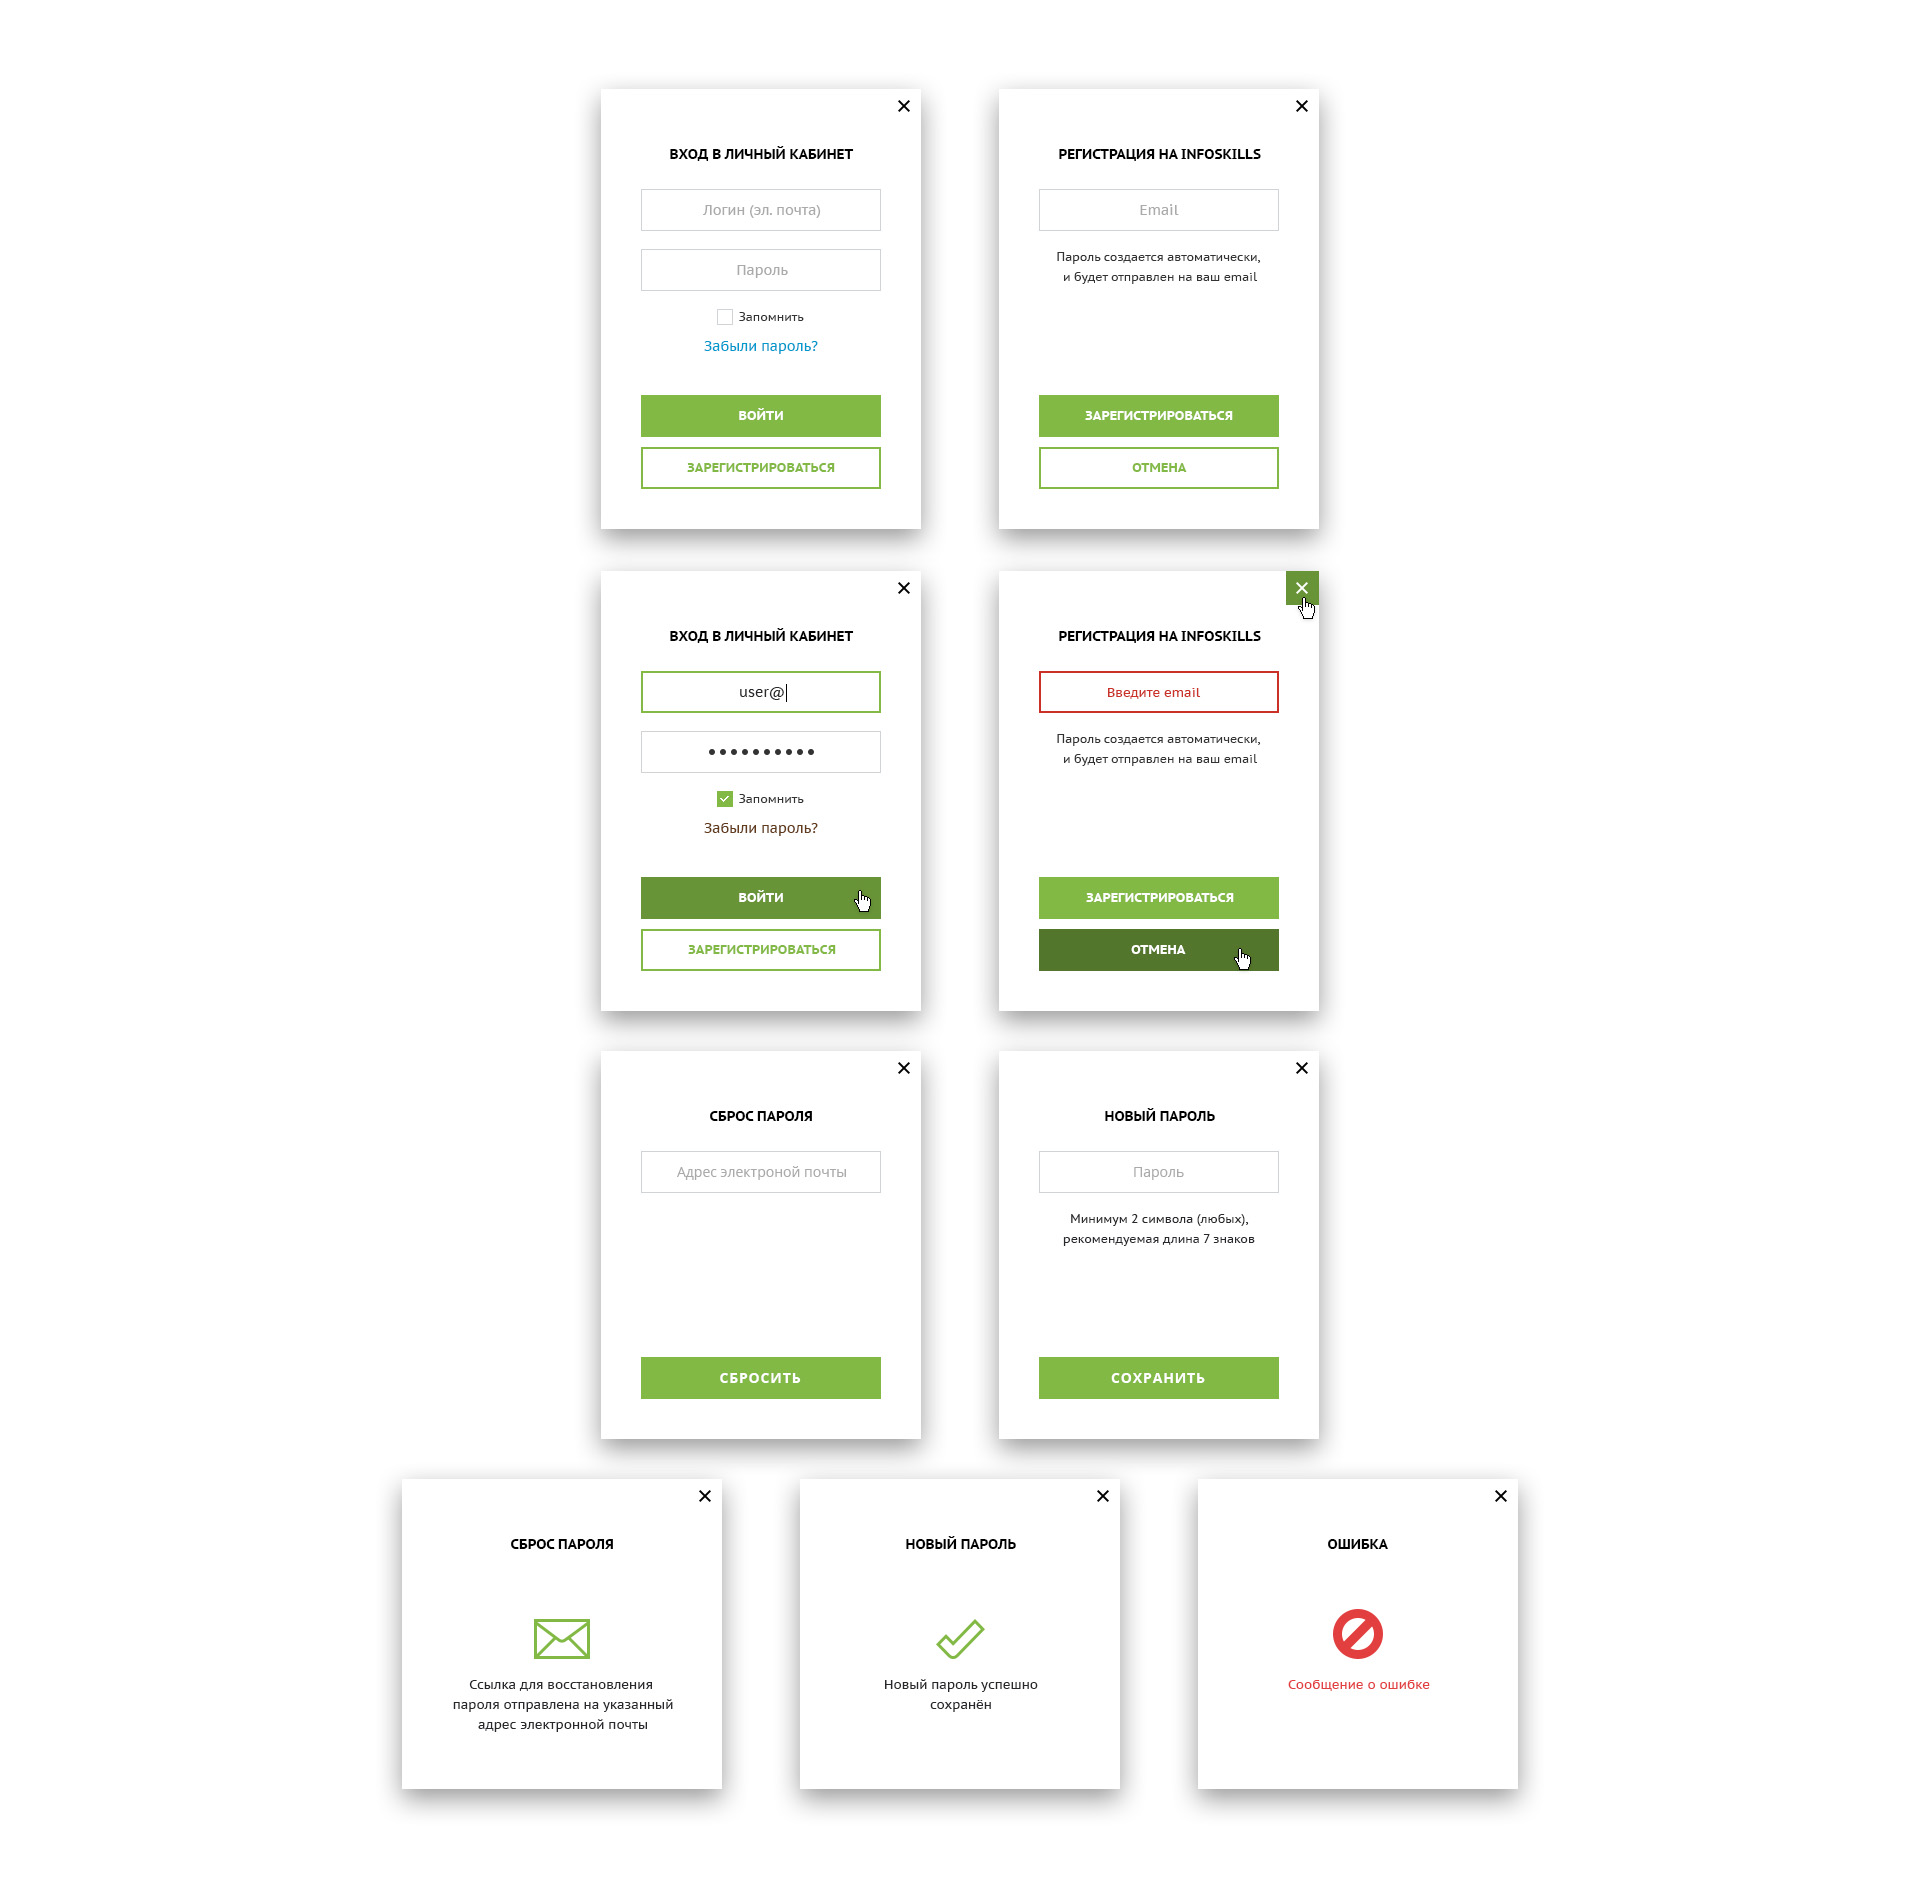 ВХОД В ЛИЧНЫЙ КАБИНЕТ
Логин (эл. почта)
Пароль
Запомнить
Забыли пароль?
ВОЙТИ
ЗАРЕГИСТРИРОВАТЬСЯ
РЕГИСТРАЦИЯ НА INFOSKILLS
Email
Пароль создается автоматически,
и будет отправлен на ваш email
ЗАРЕГИСТРИРОВАТЬСЯ
ОТМЕНА
ВХОД В ЛИЧНЫЙ КАБИНЕТ
user@
Запомнить
Забыли пароль?
ВОЙТИ
ЗАРЕГИСТРИРОВАТЬСЯ
РЕГИСТРАЦИЯ НА INFOSKILLS
Введите email
Пароль создается автоматически,
и будет отправлен на ваш email
ЗАРЕГИСТРИРОВАТЬСЯ
ОТМЕНА
СБРОС ПАРОЛЯ
Адрес электроной почты
СБРОСИТЬ
НОВЫЙ ПАРОЛЬ
Пароль
Минимум 2 символа (любых),
рекомендуемая длина 7 знаков
СОХРАНИТЬ
СБРОС ПАРОЛЯ
Ссылка для восстановления
пароля отправлена на указанный
адрес электронной почты
НОВЫЙ ПАРОЛЬ
Новый пароль успешно
сохранён
ОШИБКА
Сообщение о ошибке